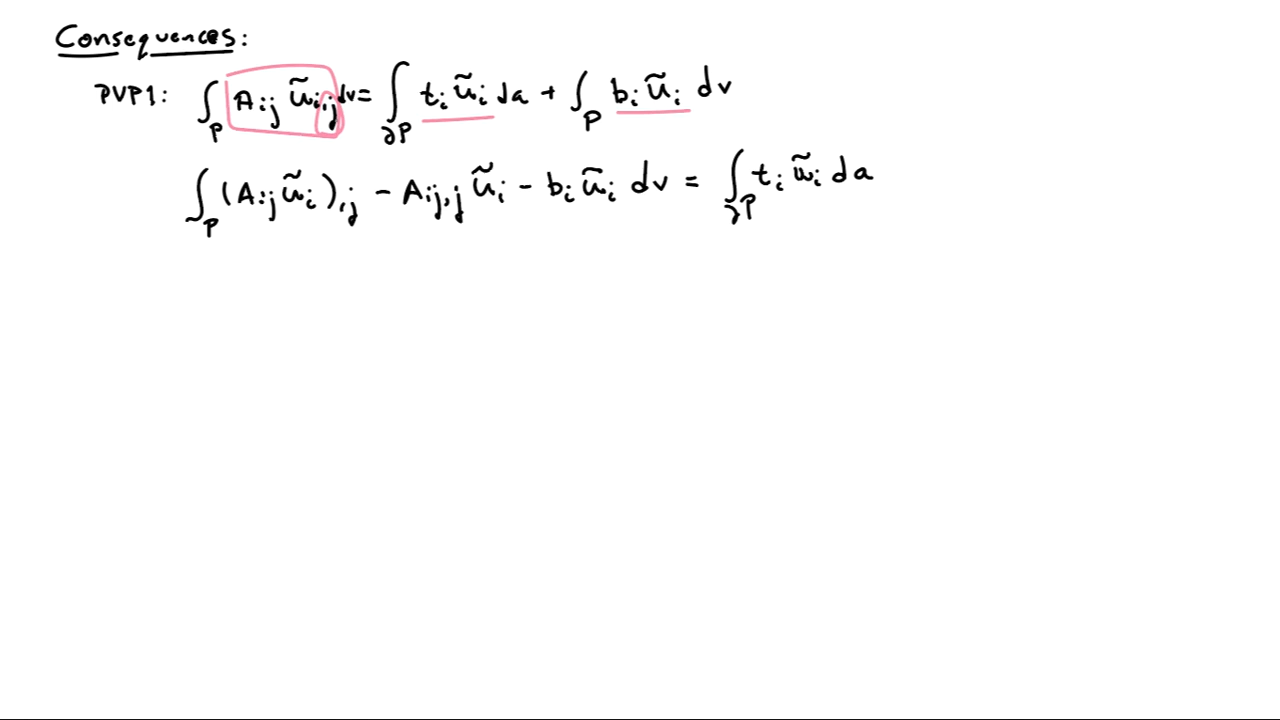 Consequences:
PVP1: ∫_P A_ij ũ_i,j dv = ∫_∂P t_i ũ_i da + ∫_P b_i ũ_i dv
∫_P (A_ij ũ_i),j - A_ij,j ũ_i - b_i ũ_i dv = ∫_∂P t_i ũ_i da